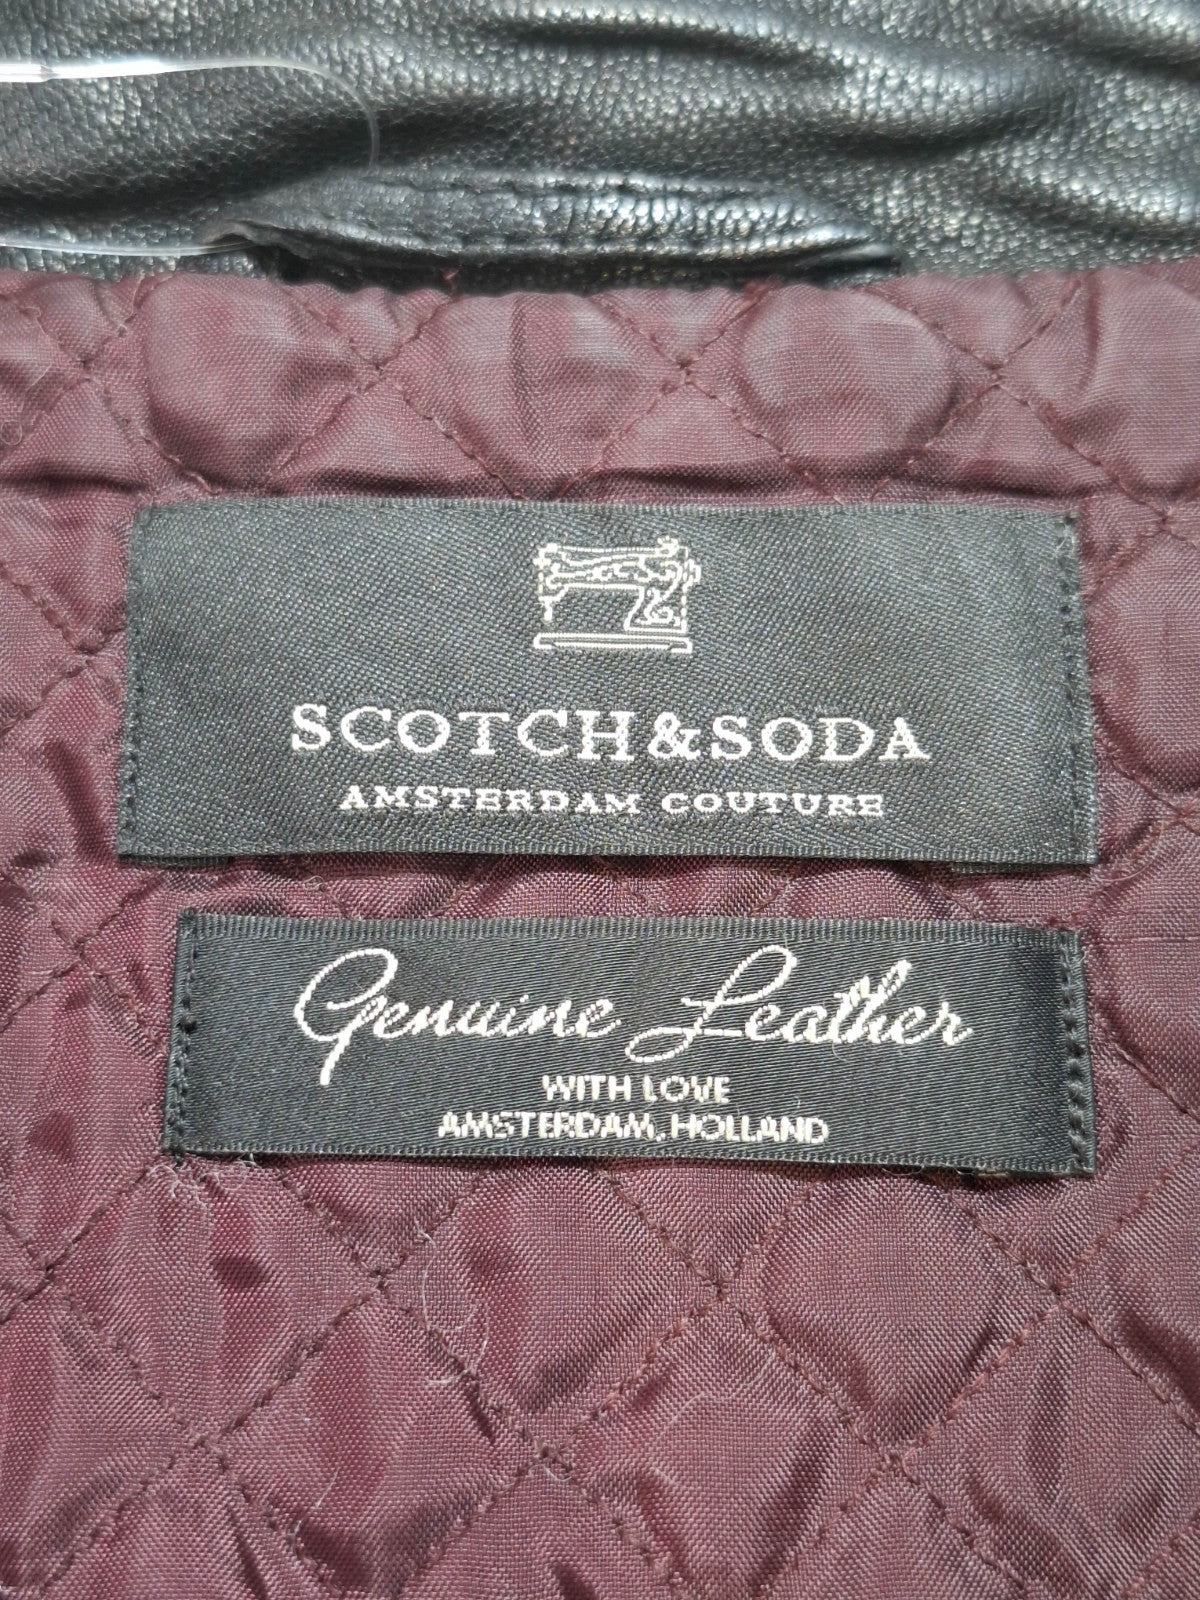 SCOTCH&SODA
AMSTERDAM COUTURE
Genuine Leather
WITH LOVE
AMSTERDAM, HOLLAND